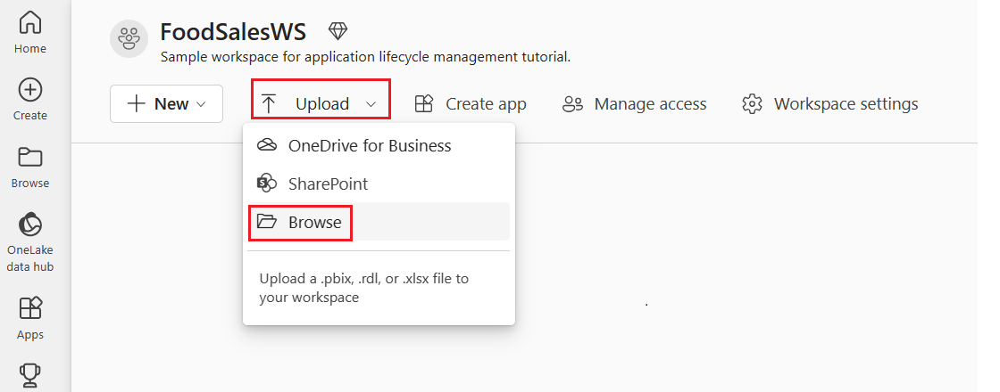 Home
Create
Browse
OneLake
data hub
Apps
FoodSalesWS
Sample workspace for application lifecycle management tutorial.
New
Upload
Create app
Manage access
Workspace settings
OneDrive for Business
SharePoint
Browse
Upload a .pbix, .rdl, or .xlsx file to
your workspace
.